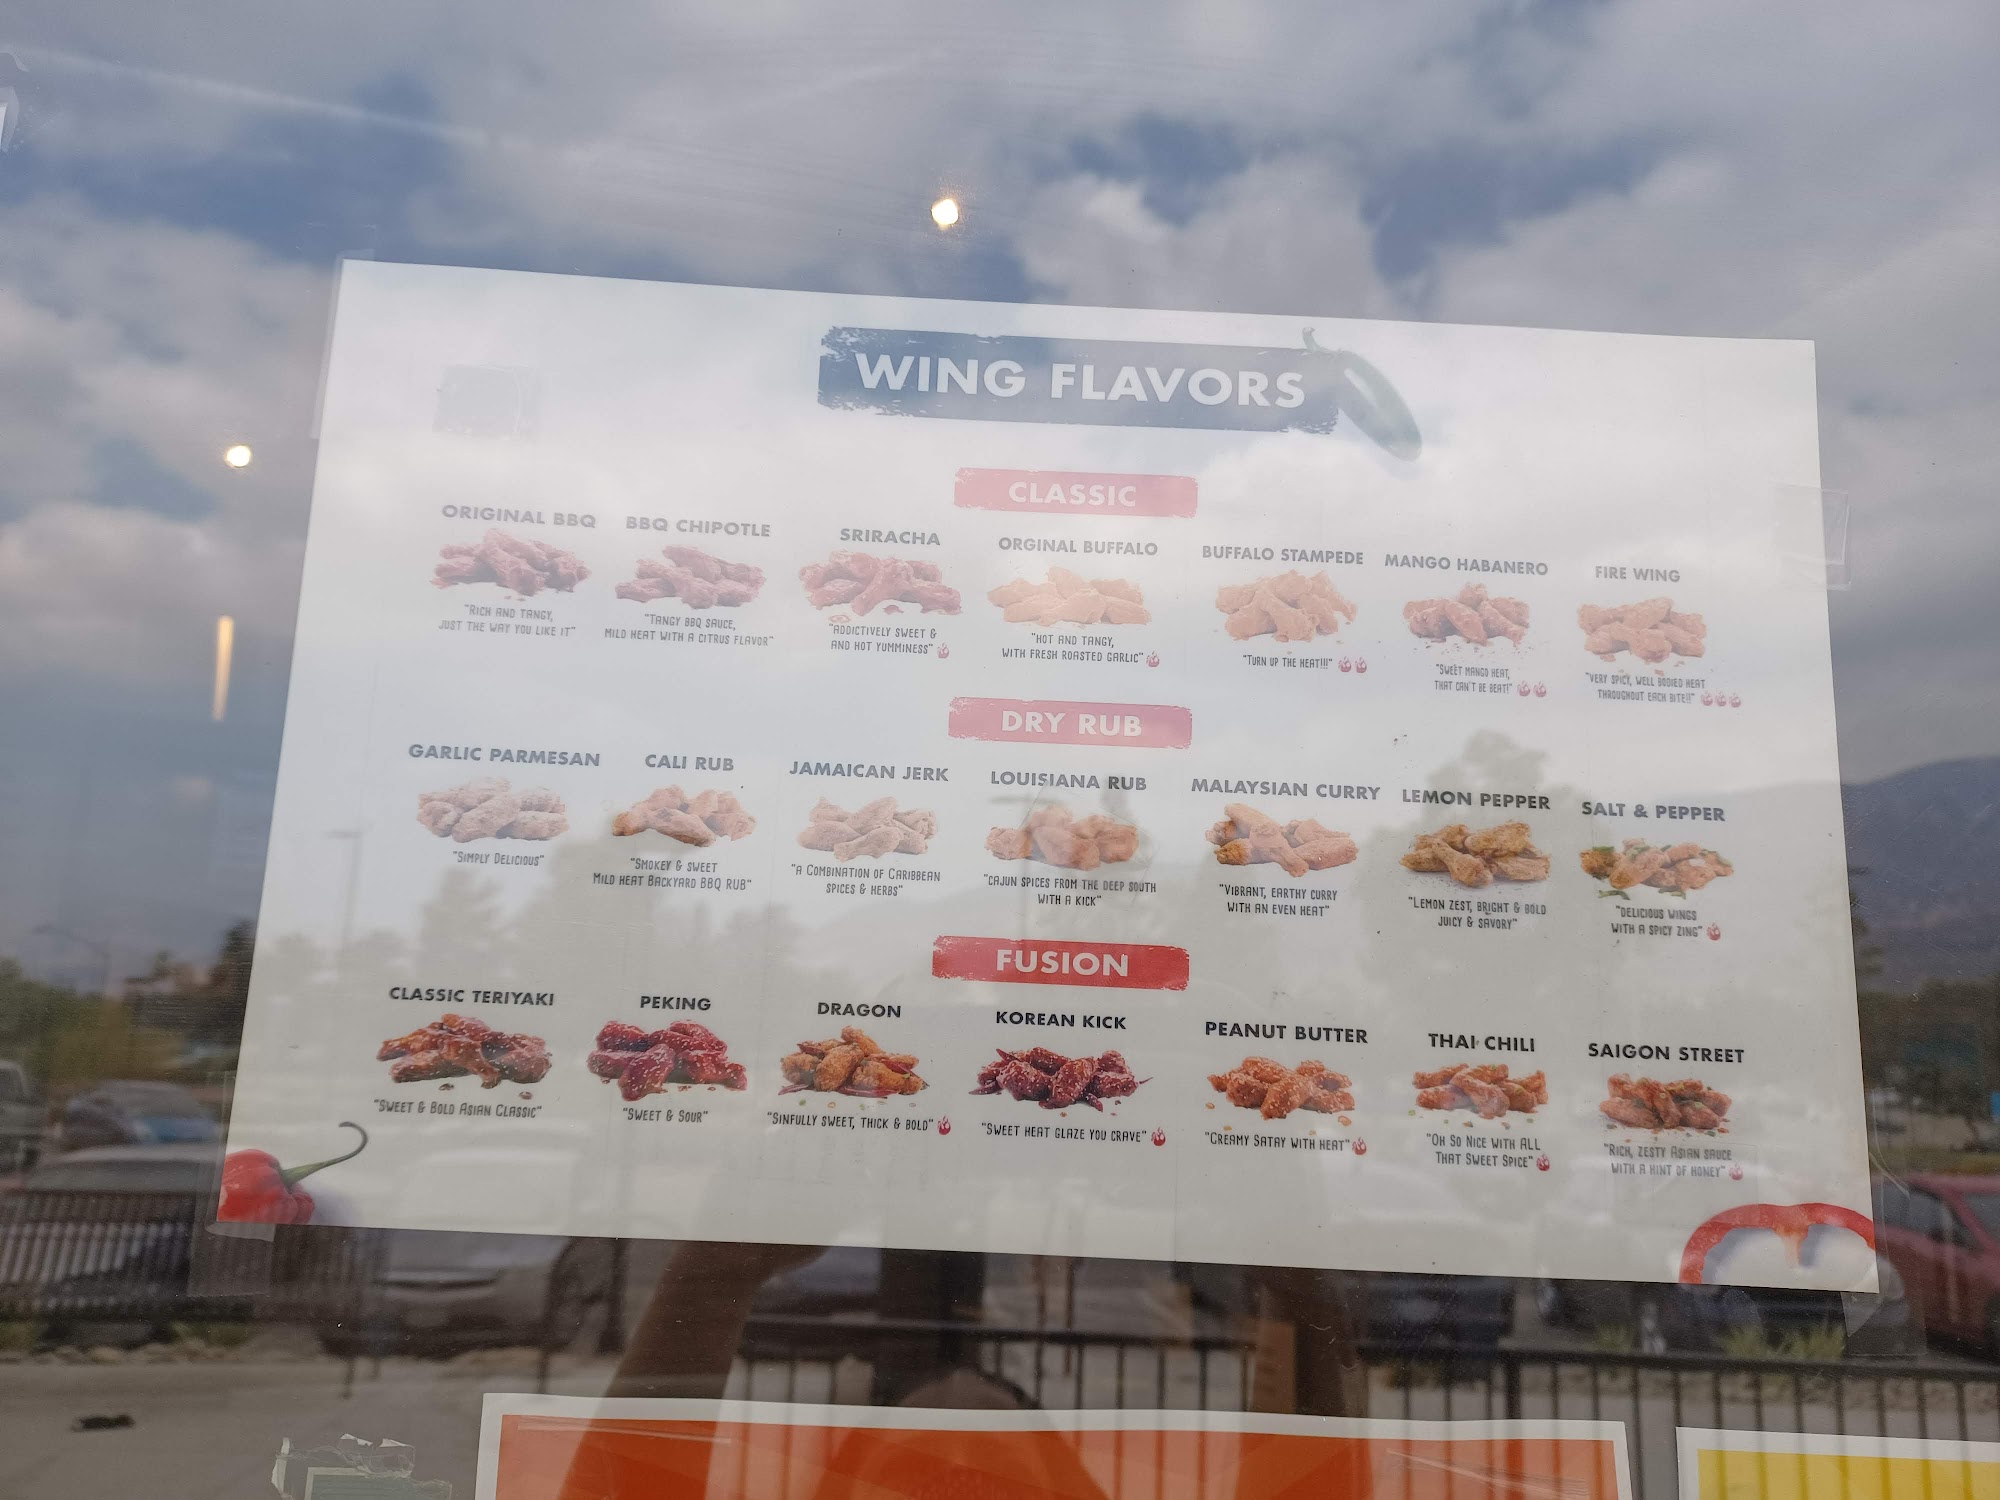 WING FLAVORS
CLASSIC
ORIGINAL BBQ
"RICH AND TANGY,
JUST THE WAY YOU LIKE IT"
BBQ CHIPOTLE
"TANGY BBQ SAUCE,
MILD HEAT WITH A CITRUS FLAVOR"
SRIRACHA
"ADDICTIVELY SWEET &
AND HOT YUMMINESS"
ORGINAL BUFFALO
"HOT AND TANGY,
WITH FRESH ROASTED GARLIC"
BUFFALO STAMPEDE
"TURN UP THE HEAT!!!"
MANGO HABANERO
"SWEET MANGO HEAT,
THAT CAN'T BE BEAT!"
FIRE WING
"VERY SPICY, WELL BODIED HEAT
THROUGHOUT EACH BITE!!"
DRY RUB
GARLIC PARMESAN
"SIMPLY DELICIOUS"
CALI RUB
"SMOKEY & SWEET
MILD HEAT BACKYARD BBQ RUB"
JAMAICAN JERK
"A COMBINATION OF CARIBBEAN
SPICES & HERBS"
LOUISIANA RUB
"CAJUN SPICES FROM THE DEEP SOUTH
WITH A KICK"
MALAYSIAN CURRY
"VIBRANT, EARTHY CURRY
WITH AN EVEN HEAT"
LEMON PEPPER
"LEMON ZEST, BRIGHT & BOLD
JUICY & SAVORY"
SALT & PEPPER
"DELICIOUS WINGS
WITH A SPICY ZING"
FUSION
CLASSIC TERIYAKI
"SWEET & BOLD ASIAN CLASSIC"
PEKING
"SWEET & SOUR"
DRAGON
"SINFULLY SWEET, THICK & BOLD"
KOREAN KICK
"SWEET HEAT GLAZE YOU CRAVE"
PEANUT BUTTER
"CREAMY SATAY WITH HEAT"
THAI CHILI
"OH SO NICE WITH ALL
THAT SWEET SPICE"
SAIGON STREET
"RICH, ZESTY ASIAN SAUCE
WITH A HINT OF HONEY"